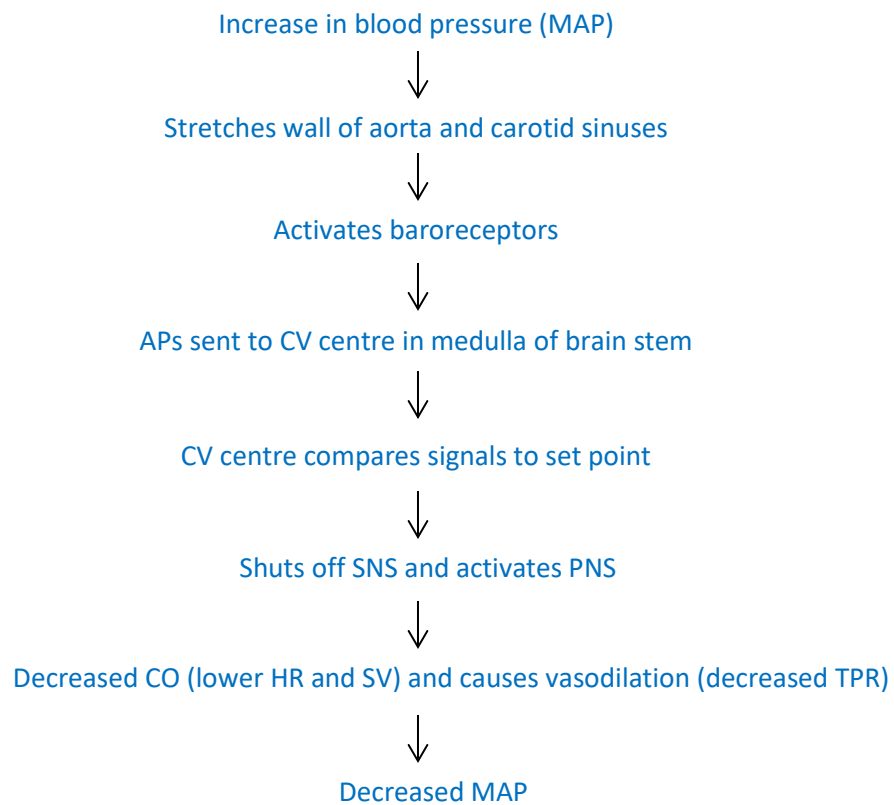 Increase in blood pressure (MAP)
Stretches wall of aorta and carotid sinuses
Activates baroreceptors
APs sent to CV centre in medulla of brain stem
CV centre compares signals to set point
Shuts off SNS and activates PNS
Decreased CO (lower HR and SV) and causes vasodilation (decreased TPR)
Decreased MAP